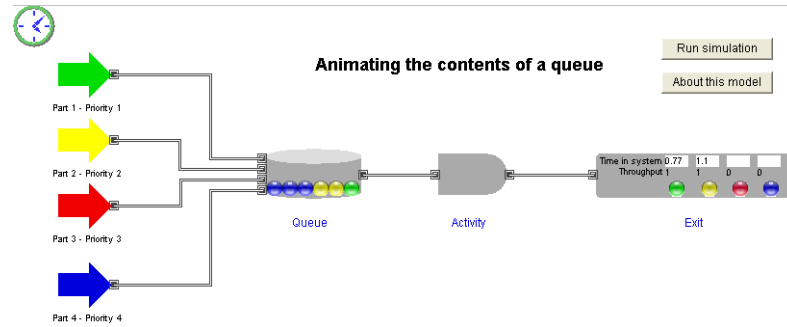 Animating the contents of a queue
Run simulation
About this model
Part 1 - Priority 1
Part 2 - Priority 2
Part 3 - Priority 3
Part 4 - Priority 4
Queue
Activity
Time in system 0.77 1.1
Throughput 1 1 0 0
Exit